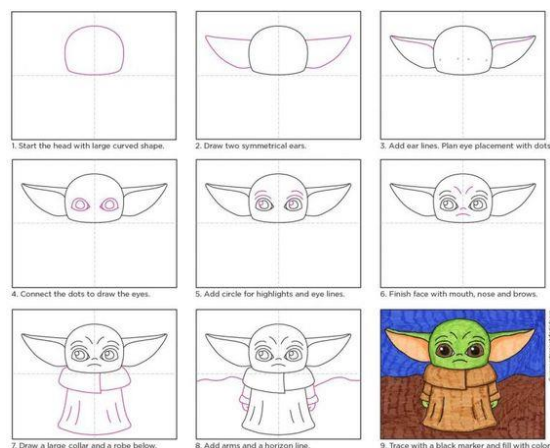 1. Start the head with large curved shape.
2. Draw two symmetrical ears.
3. Add ear lines. Plan eye placement with dots
4. Connect the dots to draw the eyes.
5. Add circle for highlights and eye lines.
6. Finish face with mouth, nose and brows.
7. Draw a large collar and a robe below.
8. Add arms and a horizon line.
9. Trace with a black marker and fill with color